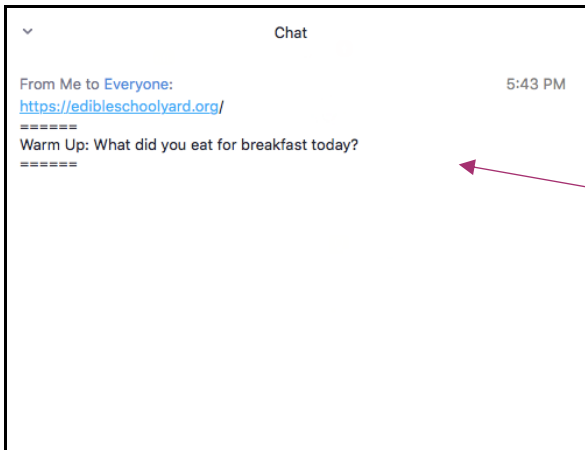 Chat
From Me to Everyone: 5:43 PM
https://edibleschoolyard.org/
======
Warm Up: What did you eat for breakfast today?
======